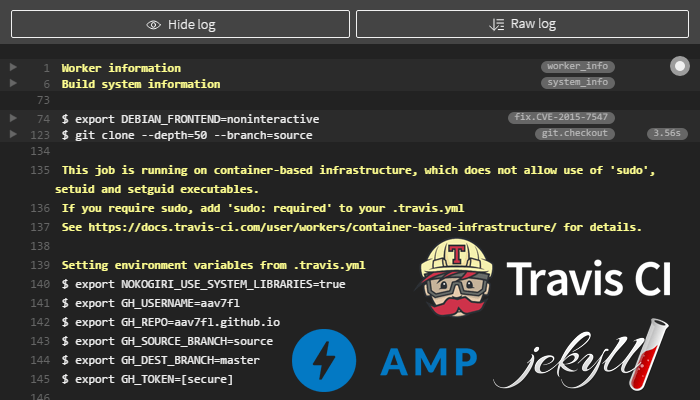 Hide log
Raw log
1 Worker information worker_info
6 Build system information system_info
73
74 $ export DEBIAN_FRONTEND=noninteractive fix.CVE-2015-7547
123 $ git clone --depth=50 --branch=source git.checkout 3.56s
134
135 This job is running on container-based infrastructure, which does not allow use of 'sudo',
setuid and setguid executables.
136 If you require sudo, add 'sudo: required' to your .travis.yml
137 See https://docs.travis-ci.com/user/workers/container-based-infrastructure/ for details.
138
139 Setting environment variables from .travis.yml
140 $ export NOKOGIRI_USE_SYSTEM_LIBRARIES=true
141 $ export GH_USERNAME=aav7fl
142 $ export GH_REPO=aav7fl.github.io
143 $ export GH_SOURCE_BRANCH=source
144 $ export GH_DEST_BRANCH=master
145 $ export GH_TOKEN=[secure]
146
T
Travis CI
AMP
jekyll